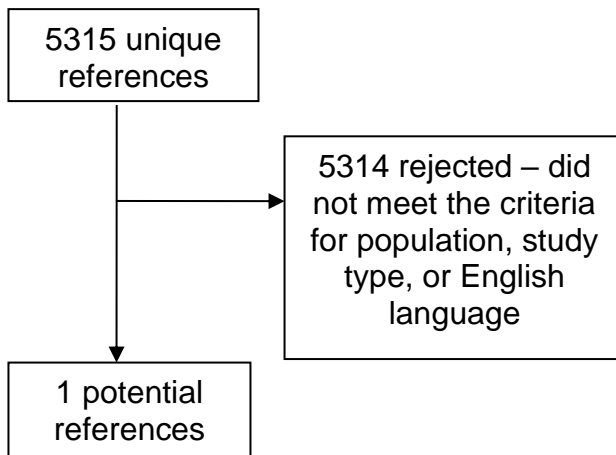 5315 unique
references
5314 rejected – did
not meet the criteria
for population, study
type, or English
language
1 potential
references